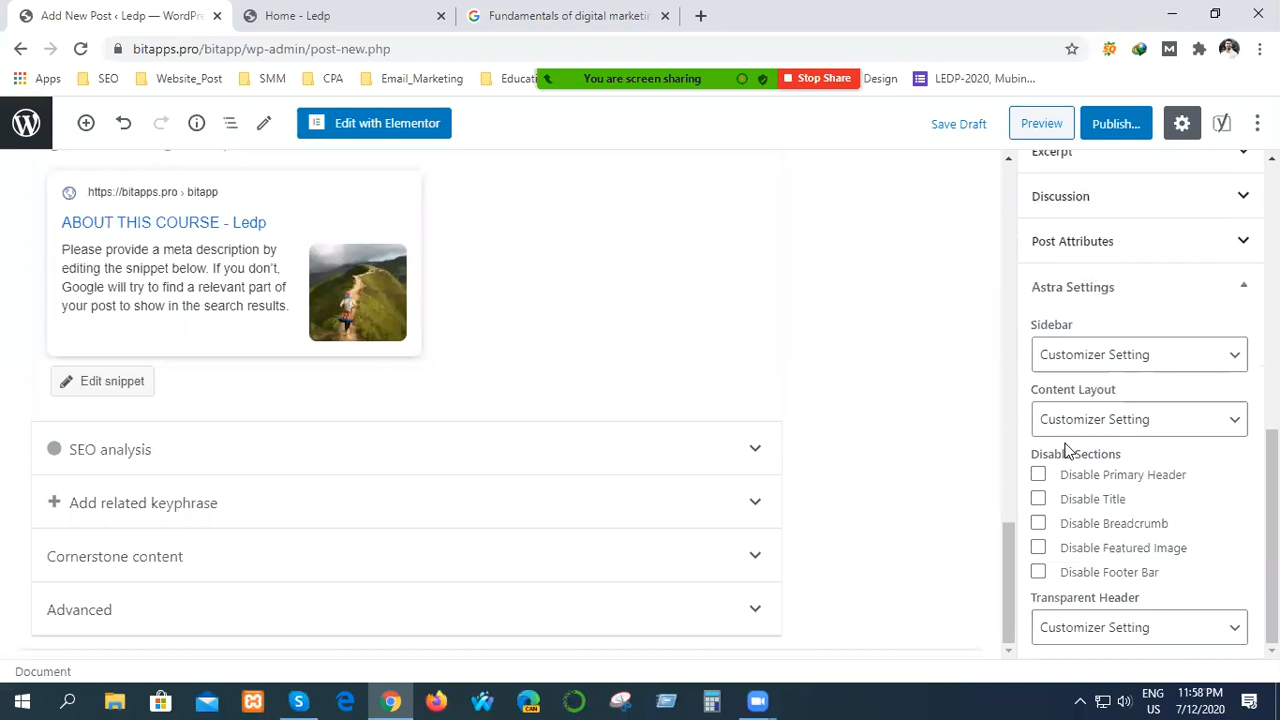 Add New Post ‹ Ledp — WordPre
Home - Ledp
Fundamentals of digital marketin
bitapps.pro/bitapp/wp-admin/post-new.php
Apps
SEO
Website_Post
SMM
CPA
Email_Marketing
Educati
You are screen sharing
Stop Share
Design
LEDP-2020, Mubin...
Edit with Elementor
Save Draft
Preview
Publish...
https://bitapps.pro › bitapp
ABOUT THIS COURSE - Ledp
Please provide a meta description by
editing the snippet below. If you don't,
Google will try to find a relevant part of
your post to show in the search results.
Edit snippet
SEO analysis
Add related keyphrase
Cornerstone content
Advanced
Excerpt
Discussion
Post Attributes
Astra Settings
Sidebar
Customizer Setting
Content Layout
Customizer Setting
Disable Sections
Disable Primary Header
Disable Title
Disable Breadcrumb
Disable Featured Image
Disable Footer Bar
Transparent Header
Customizer Setting
Document
CAN
ENG
US
11:58 PM
7/12/2020